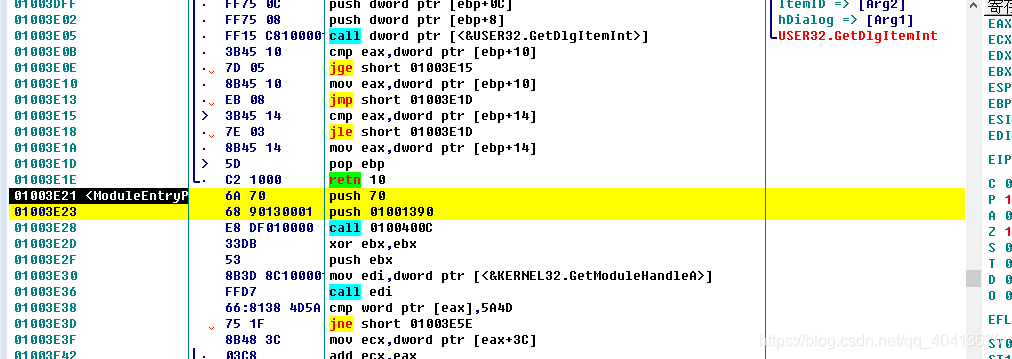 01003DFF FF75 0C push dword ptr [ebp+0C] ItemID => [Arg2] 寄存
01003E02 FF75 08 push dword ptr [ebp+8] hDialog => [Arg1] EAX
01003E05 FF15 C810000 call dword ptr [<&USER32.GetDlgItemInt>] USER32.GetDlgItemInt ECX
01003E0B 3B45 10 cmp eax,dword ptr [ebp+10] EDX
01003E0E 7D 05 jge short 01003E15 EBX
01003E10 8B45 10 mov eax,dword ptr [ebp+10] ESP
01003E13 EB 08 jmp short 01003E1D EBP
01003E15 > 3B45 14 cmp eax,dword ptr [ebp+14] ESI
01003E18 7E 03 jle short 01003E1D EDI
01003E1A 8B45 14 mov eax,dword ptr [ebp+14]
01003E1D > 5D pop ebp EIP
01003E1E C2 1000 retn 10
01003E21 <ModuleEntryP 6A 70 push 70 C 0
01003E23 68 90130001 push 01001390 P 1
01003E28 E8 DF010000 call 0100400C A 0
01003E2D 33DB xor ebx,ebx Z 1
01003E2F 53 push ebx S 0
01003E30 8B3D 8C10000 mov edi,dword ptr [<&KERNEL32.GetModuleHandleA>] T 0
01003E36 FFD7 call edi D 0
01003E38 66:8138 4D5A cmp word ptr [eax],5A4D O 0
01003E3D 75 1F jne short 01003E5E EFL
01003E3F 8B48 3C mov ecx,dword ptr [eax+3C] ST0
01003E42 03C8 add ecx,eax ST1